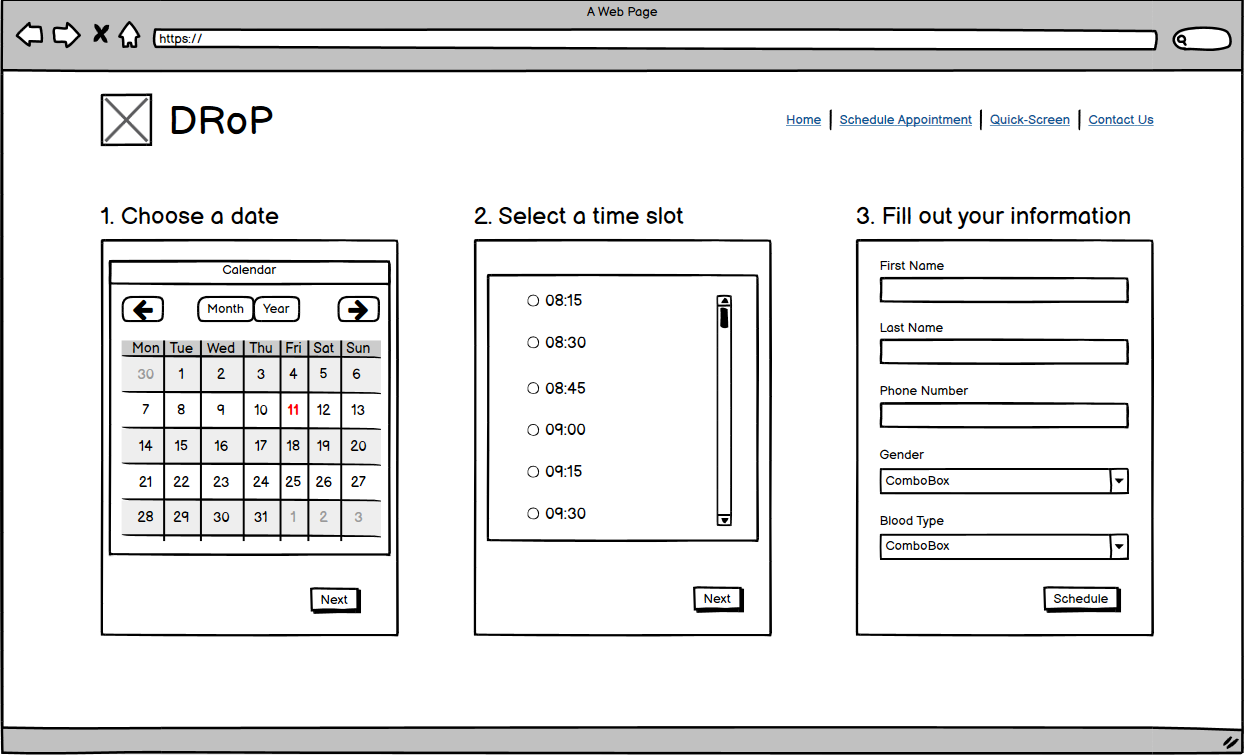 A Web Page
https://
DRoP
Home Schedule Appointment Quick-Screen Contact Us
1. Choose a date
Calendar
Month Year
Mon Tue Wed Thu Fri Sat Sun
30 1 2 3 4 5 6
7 8 9 10 11 12 13
14 15 16 17 18 19 20
21 22 23 24 25 26 27
28 29 30 31 1 2 3
Next
2. Select a time slot
08:15
08:30
08:45
09:00
09:15
09:30
Next
3. Fill out your information
First Name
Last Name
Phone Number
Gender
ComboBox
Blood Type
ComboBox
Schedule